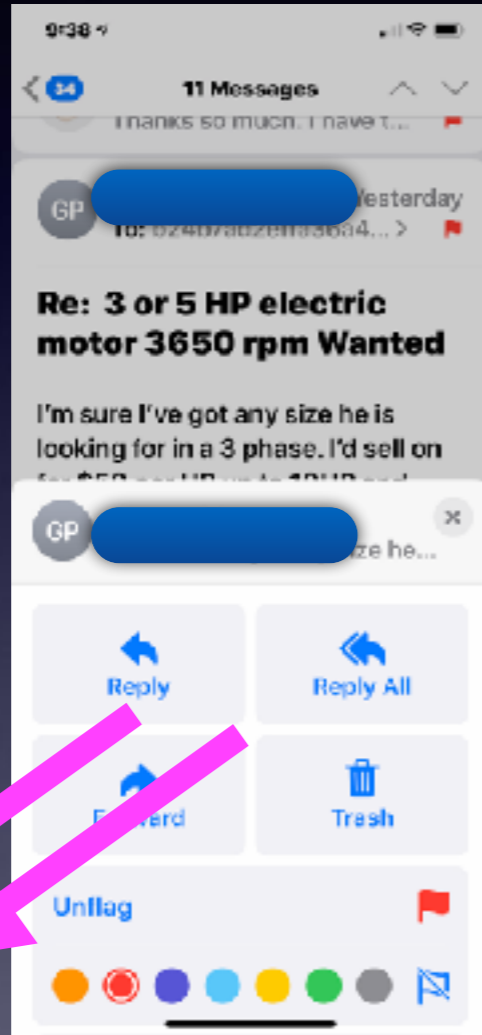 9:38
34
11 Messages
Thanks so much. I have t...
GP
Yesterday
To:
Re: 3 or 5 HP electric
motor 3650 rpm Wanted
I'm sure I've got any size he is
looking for in a 3 phase. I'd sell on
GP
ze he...
Reply
Reply All
Forward
Trash
Unflag